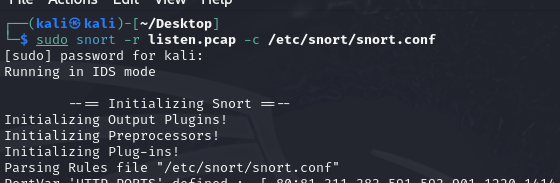 Actions Edit View Help
(kali㉿kali)-[~/Desktop]
$ sudo snort -r listen.pcap -c /etc/snort/snort.conf
[sudo] password for kali:
Running in IDS mode
--== Initializing Snort ==--
Initializing Output Plugins!
Initializing Preprocessors!
Initializing Plug-ins!
Parsing Rules file "/etc/snort/snort.conf"
PortVar 'HTTP_PORTS' defined : [ 80:81 311 383 591 593 901 1220 1414